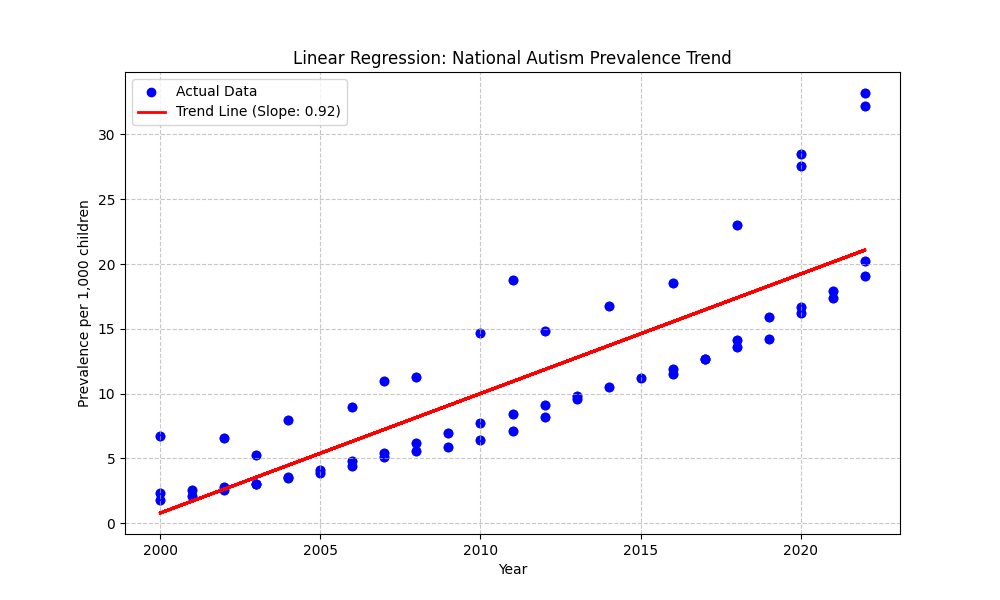 Linear Regression: National Autism Prevalence Trend
Actual Data
Trend Line (Slope: 0.92)
Prevalence per 1,000 children
30
25
20
15
10
5
0
2000
2005
2010
2015
2020
Year